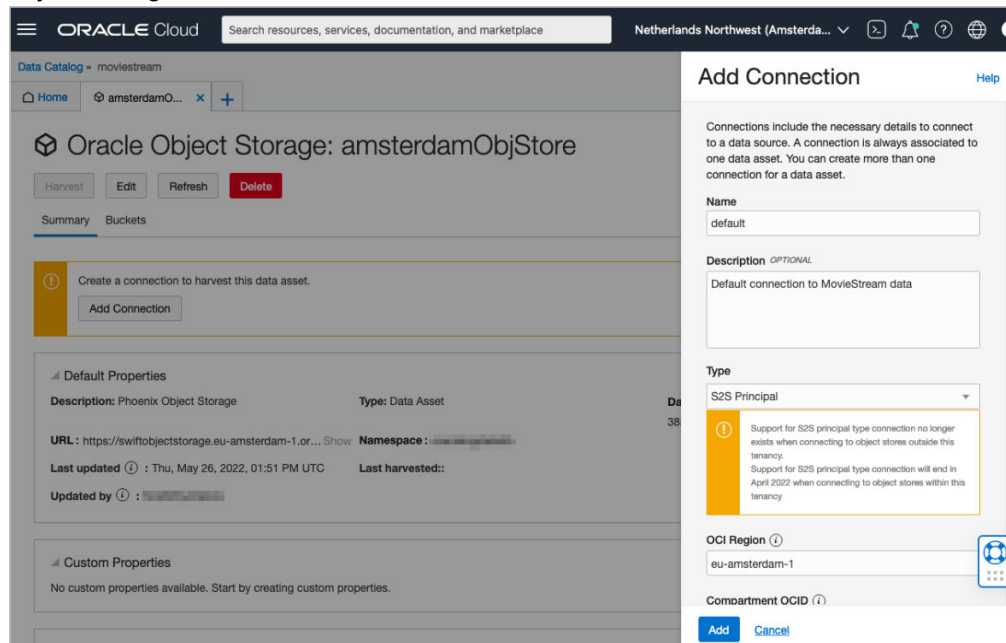 ORACLE Cloud
Search resources, services, documentation, and marketplace
Netherlands Northwest (Amsterda...
Data Catalog » moviestream
Home
amsterdamO...
Oracle Object Storage: amsterdamObjStore
Harvest
Edit
Refresh
Delete
Summary
Buckets
Create a connection to harvest this data asset.
Add Connection
Default Properties
Description: Phoenix Object Storage
Type: Data Asset
Da
38
URL : https://swiftobjectstorage.eu-amsterdam-1.or... Show
Namespace :
Last updated : Thu, May 26, 2022, 01:51 PM UTC
Last harvested::
Updated by :
Custom Properties
No custom properties available. Start by creating custom properties.
Add Connection
Help
Connections include the necessary details to connect
to a data source. A connection is always associated to
one data asset. You can create more than one
connection for a data asset.
Name
default
Description OPTIONAL
Default connection to MovieStream data
Type
S2S Principal
Support for S2S principal type connection no longer
exists when connecting to object stores outside this
tenancy.
Support for S2S principal type connection will end in
April 2022 when connecting to object stores within this
tenancy
OCI Region
eu-amsterdam-1
Compartment OCID
Add
Cancel